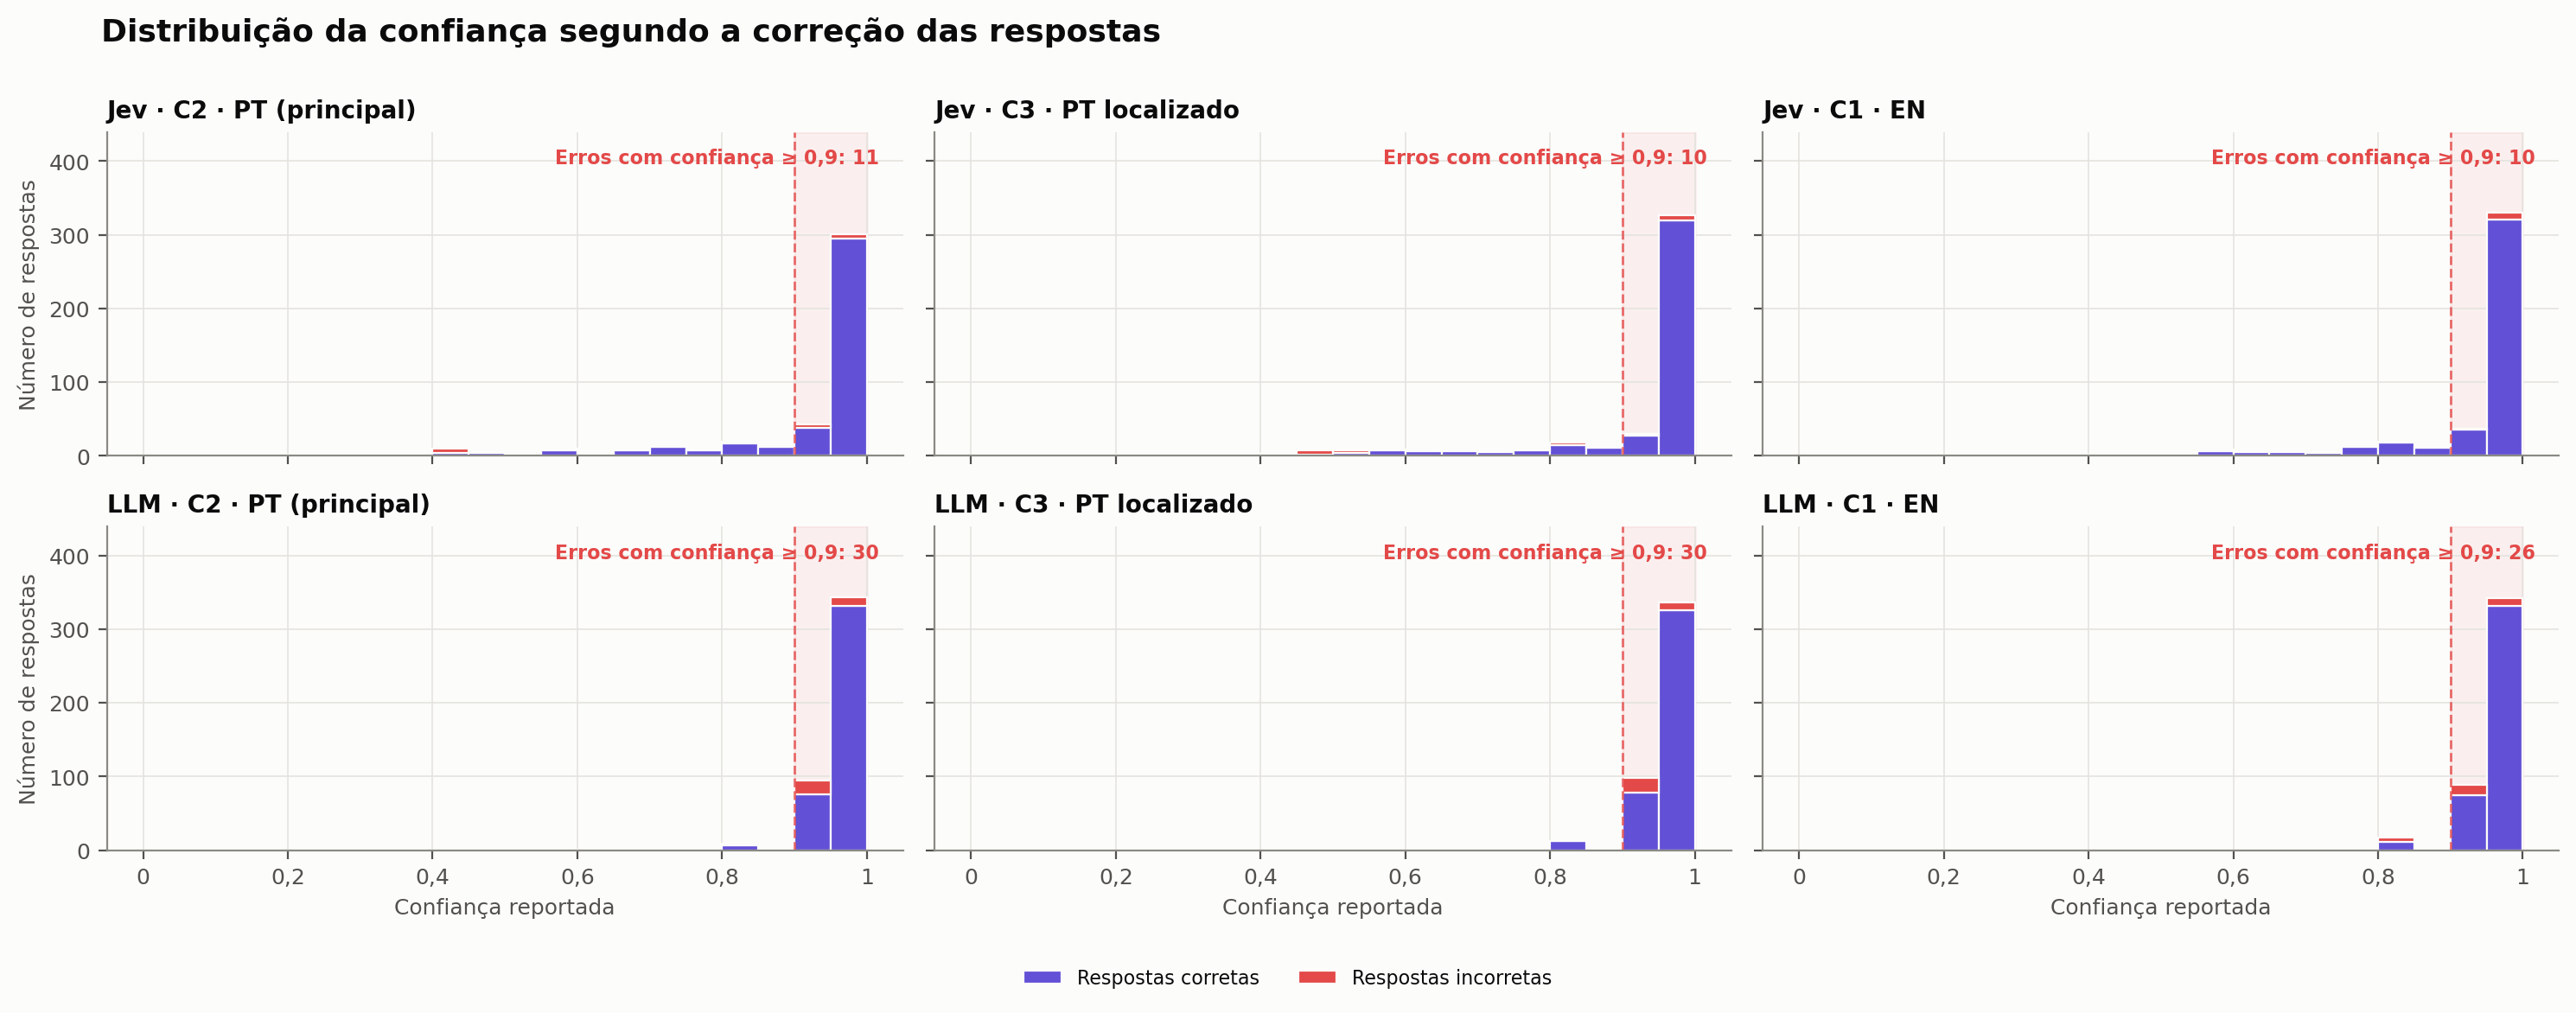 Distribuição da confiança segundo a correção das respostas
Jev · C2 · PT (principal)
Jev · C3 · PT localizado
Jev · C1 · EN
Número de respostas
400
300
200
100
0
Erros com confiança ≥ 0,9: 11
Erros com confiança ≥ 0,9: 10
Erros com confiança ≥ 0,9: 10
LLM · C2 · PT (principal)
LLM · C3 · PT localizado
LLM · C1 · EN
Número de respostas
400
300
200
100
0
Erros com confiança ≥ 0,9: 30
Erros com confiança ≥ 0,9: 30
Erros com confiança ≥ 0,9: 26
0 0,2 0,4 0,6 0,8 1
0 0,2 0,4 0,6 0,8 1
0 0,2 0,4 0,6 0,8 1
Confiança reportada
Confiança reportada
Confiança reportada
Respostas corretas
Respostas incorretas